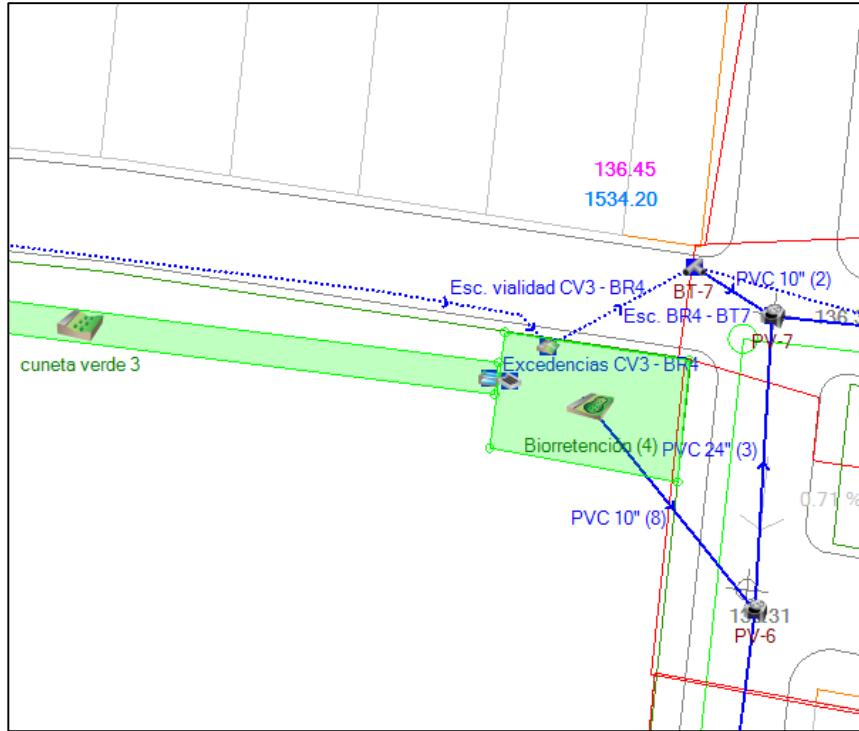 136.45
1534.20
PVC 10" (2)
Esc. vialidad CV3 - BR4
BT-7
Esc. BR4 - BT7
PV-7
cuneta verde 3
Excedencias CV3 - BR4
Biorretención (4)
PVC 24" (3)
0.71 %
PVC 10" (8)
PV-6